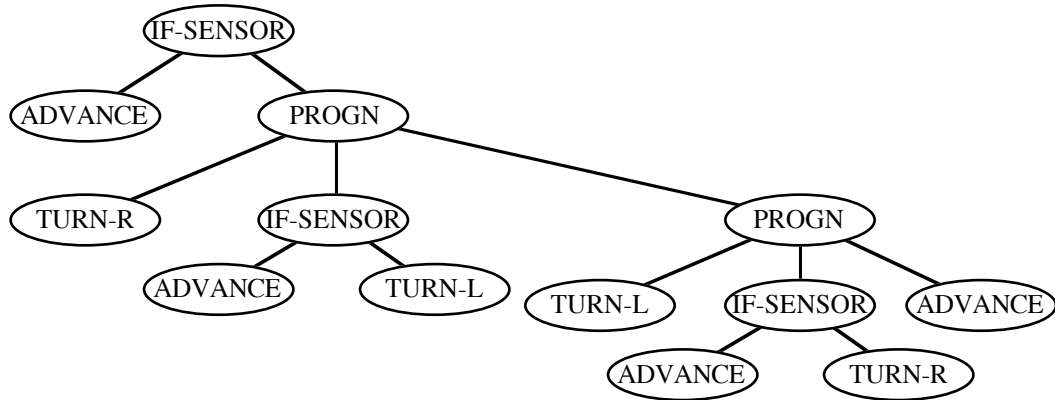 IF-SENSOR
ADVANCE PROGN
TURN-R IF-SENSOR PROGN
ADVANCE TURN-L TURN-L IF-SENSOR ADVANCE
ADVANCE TURN-R